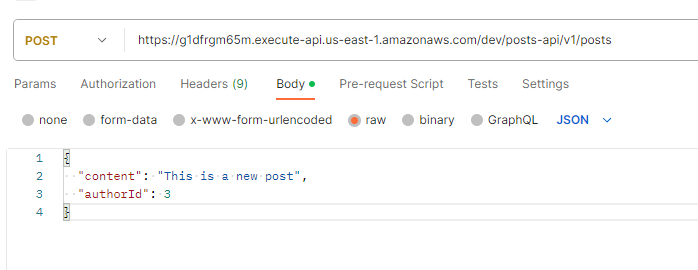 POST https://g1dfrgm65m.execute-api.us-east-1.amazonaws.com/dev/posts-api/v1/posts
Params Authorization Headers (9) Body Pre-request Script Tests Settings
none form-data x-www-form-urlencoded raw binary GraphQL JSON
1 {
2 "content": "This is a new post",
3 "authorId": 3
4 }